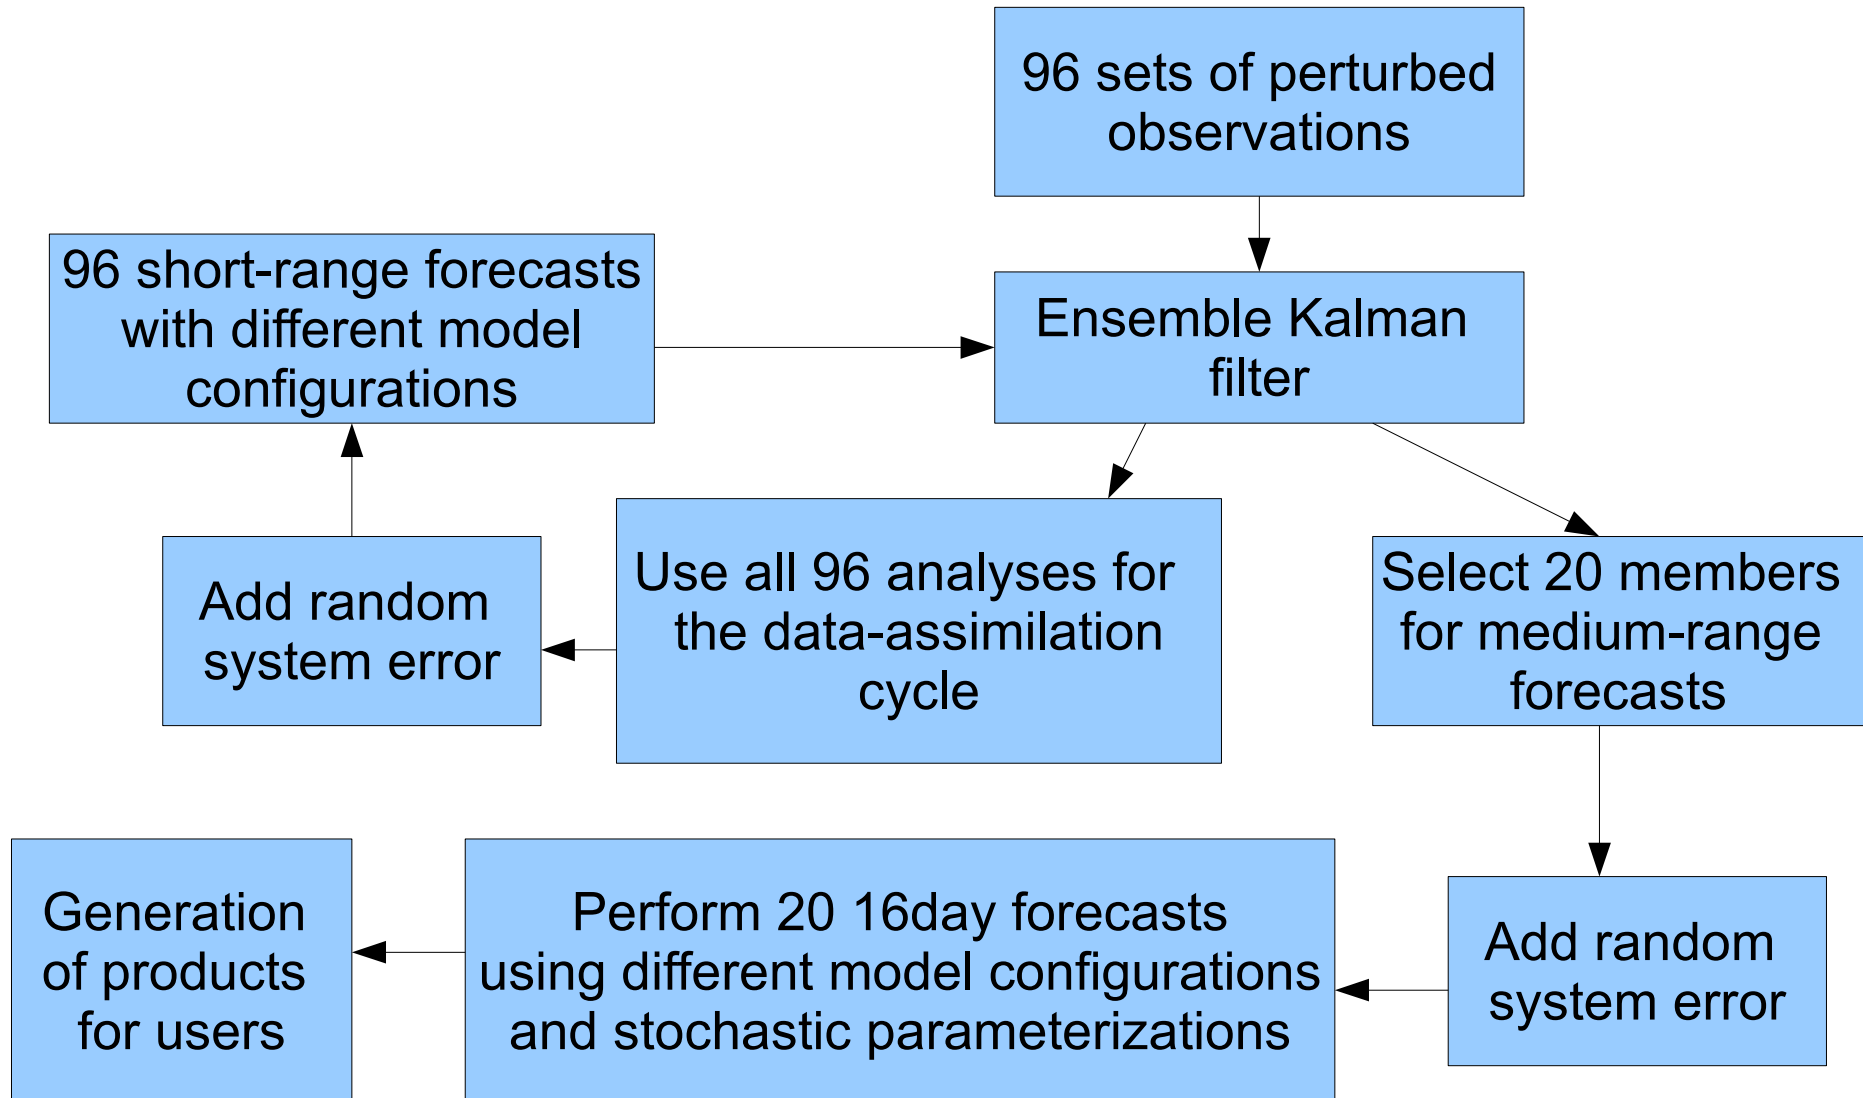 96 sets of perturbed
observations
96 short-range forecasts
with different model
configurations
Ensemble Kalman
filter
Add random
system error
Use all 96 analyses for
the data-assimilation
cycle
Select 20 members
for medium-range
forecasts
Generation
of products
for users
Perform 20 16day forecasts
using different model configurations
and stochastic parameterizations
Add random
system error